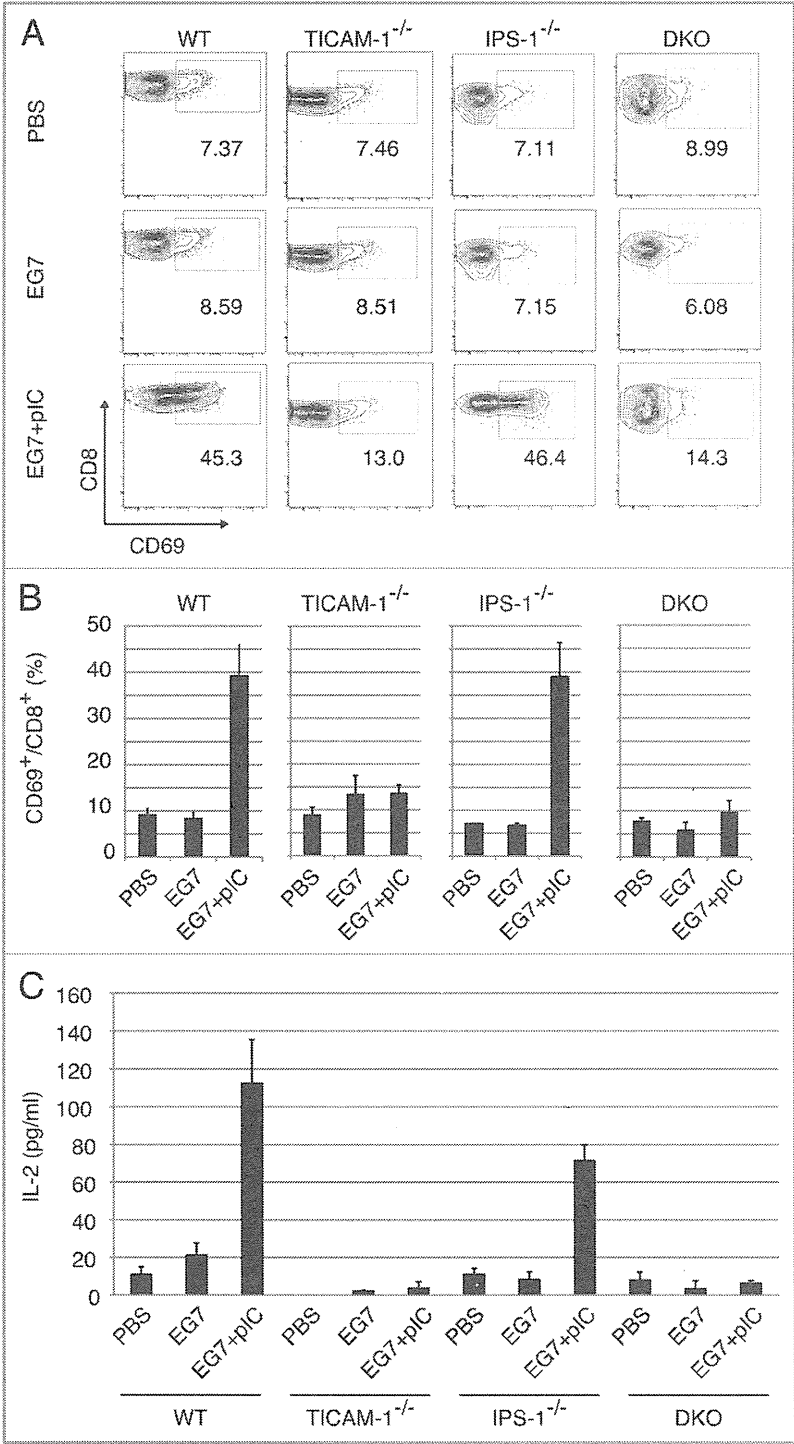 A
WT TICAM-1-/- IPS-1-/- DKO
PBS
7.37 7.46 7.11 8.99
EG7
8.59 8.51 7.15 6.08
EG7+pIC
45.3 13.0 46.4 14.3
CD8
CD69
B
WT TICAM-1-/- IPS-1-/- DKO
CD69+/CD8+ (%)
50
40
30
20
10
0
PBS EG7 EG7+pIC PBS EG7 EG7+pIC PBS EG7 EG7+pIC PBS EG7 EG7+pIC
C
IL-2 (pg/ml)
160
140
120
100
80
60
40
20
0
PBS EG7 EG7+pIC PBS EG7 EG7+pIC PBS EG7 EG7+pIC PBS EG7 EG7+pIC
WT TICAM-1-/- IPS-1-/- DKO